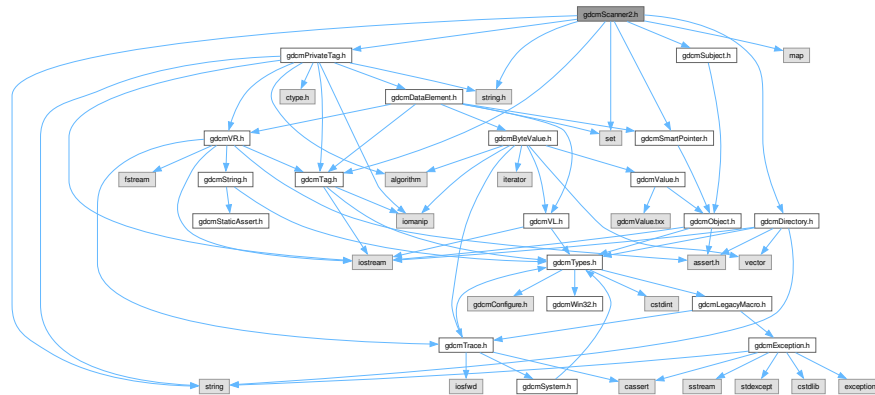 gdcmScanner2.h
gdcmPrivateTag.h
gdcmSubject.h
map
ctype.h
gdcmDataElement.h
string.h
gdcmVR.h
gdcmByteValue.h
set
gdcmSmartPointer.h
fstream
gdcmString.h
gdcmTag.h
algorithm
iterator
gdcmValue.h
gdcmStaticAssert.h
iomanip
gdcmVL.h
gdcmValue.txx
gdcmObject.h
gdcmDirectory.h
iostream
gdcmTypes.h
assert.h
vector
gdcmConfigure.h
gdcmWin32.h
cstdint
gdcmLegacyMacro.h
gdcmTrace.h
gdcmException.h
string
iosfwd
gdcmSystem.h
cassert
sstream
stdexcept
cstdlib
exception